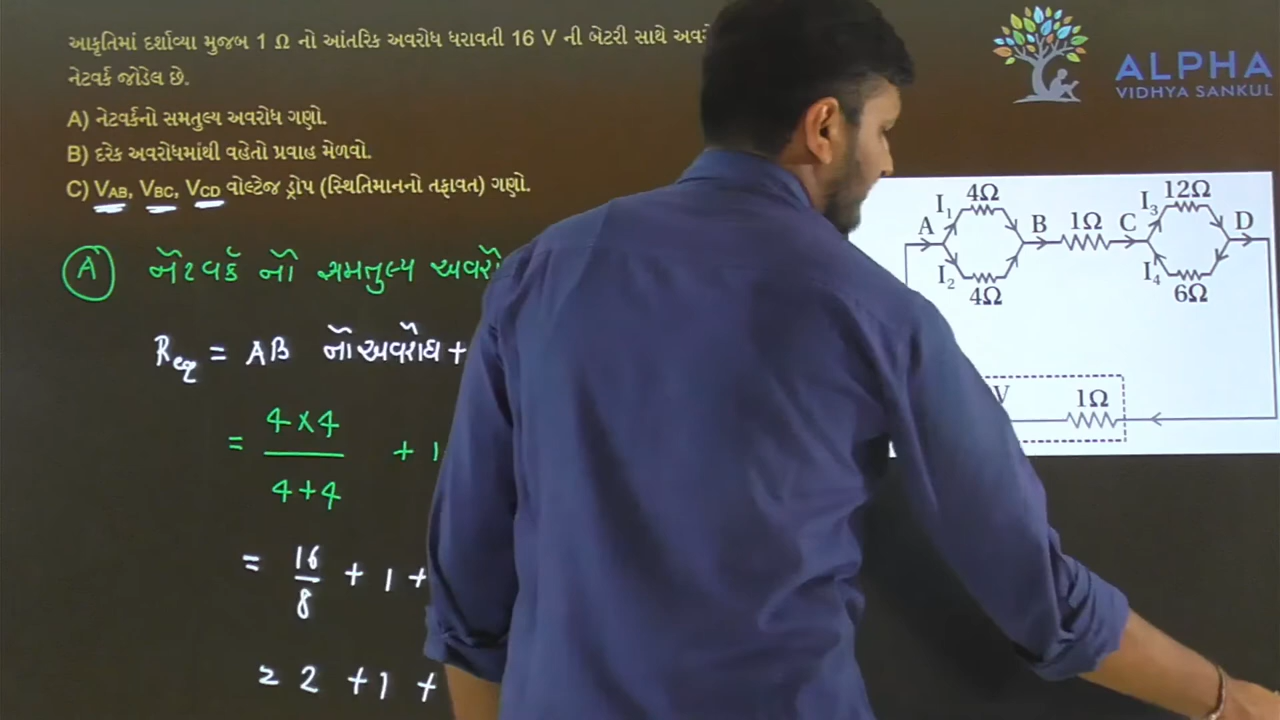 આકૃતિમાં દર્શાવ્યા મુજબ 1 Ω નો આંતરિક અવરોધ ધરાવતી 16 V ની બેટરી સાથે
નેટવર્ક જોડેલ છે.
A) નેટવર્કનો સમતુલ્ય અવરોધ ગણો.
B) દરેક અવરોધમાંથી વહેતો પ્રવાહ મેળવો.
C) VAB, VBC, VCD વોલ્ટેજ ડ્રોપ (સ્થિતિમાનનો તફાવત) ગણો.
ALPHA
VIDHYA SANKUL
A નેટવર્ક નો સમતુલ્ય
Req = AB નો અવરોધ +
= 4 × 4 / 4 + 4 + 1
= 16 / 8 + 1 +
= 2 + 1 +
I1 4Ω I3 12Ω
A B 1Ω C D
I2 4Ω I4 6Ω
V 1Ω